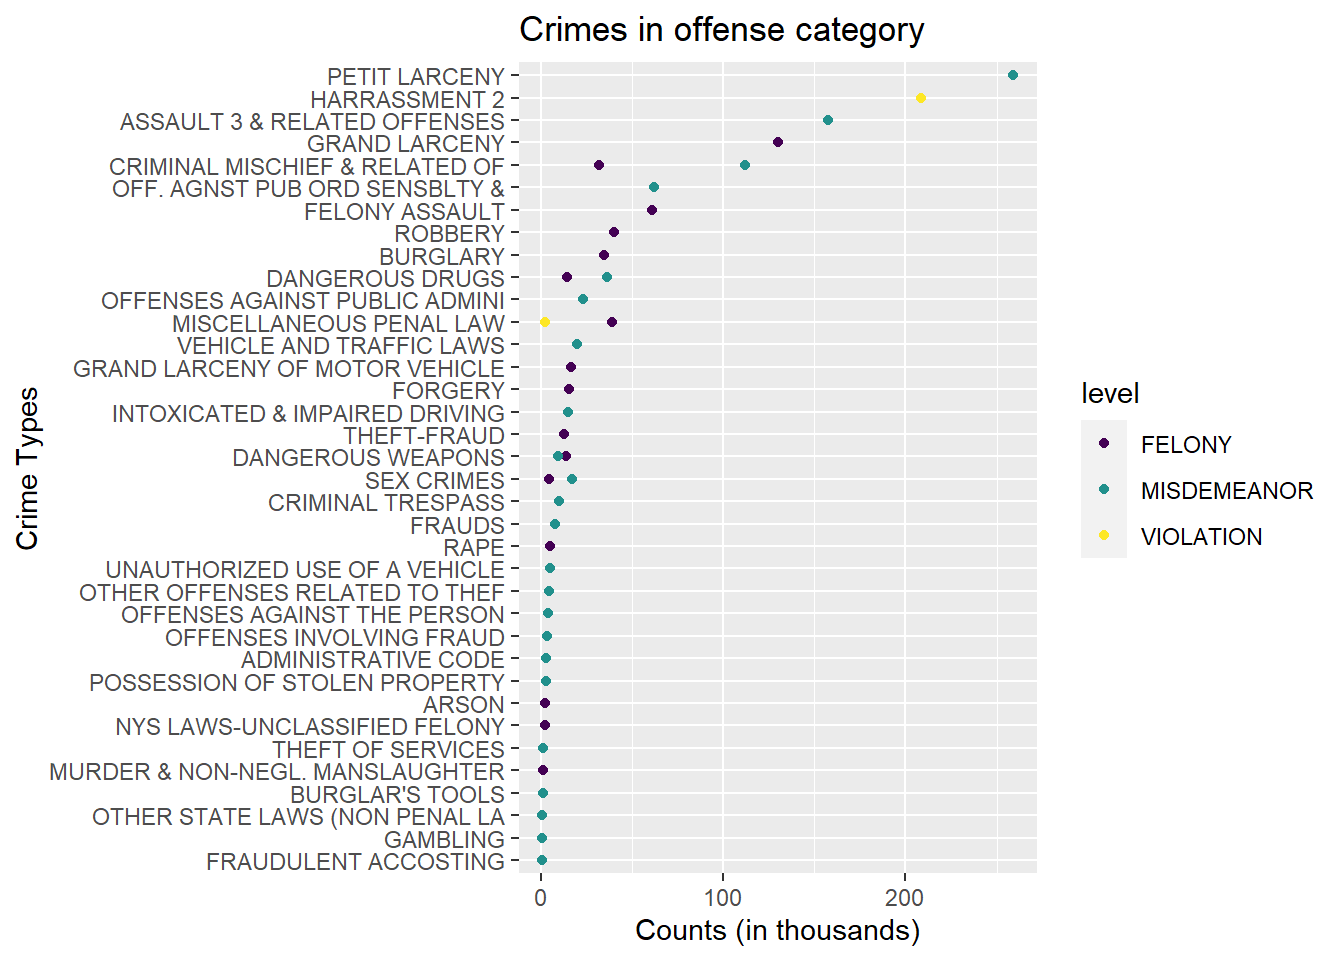 Crimes in offense category
PETIT LARCENY
HARRASSMENT 2
ASSAULT 3 & RELATED OFFENSES
GRAND LARCENY
CRIMINAL MISCHIEF & RELATED OF
OFF. AGNST PUB ORD SENSBLTY &
FELONY ASSAULT
ROBBERY
BURGLARY
DANGEROUS DRUGS
OFFENSES AGAINST PUBLIC ADMINI
MISCELLANEOUS PENAL LAW
VEHICLE AND TRAFFIC LAWS
GRAND LARCENY OF MOTOR VEHICLE
FORGERY
INTOXICATED & IMPAIRED DRIVING
THEFT-FRAUD
DANGEROUS WEAPONS
SEX CRIMES
CRIMINAL TRESPASS
FRAUDS
RAPE
UNAUTHORIZED USE OF A VEHICLE
OTHER OFFENSES RELATED TO THEF
OFFENSES AGAINST THE PERSON
OFFENSES INVOLVING FRAUD
ADMINISTRATIVE CODE
POSSESSION OF STOLEN PROPERTY
ARSON
NYS LAWS-UNCLASSIFIED FELONY
THEFT OF SERVICES
MURDER & NON-NEGL. MANSLAUGHTER
BURGLAR'S TOOLS
OTHER STATE LAWS (NON PENAL LA
GAMBLING
FRAUDULENT ACCOSTING
Crime Types
0 100 200
Counts (in thousands)
level
FELONY
MISDEMEANOR
VIOLATION